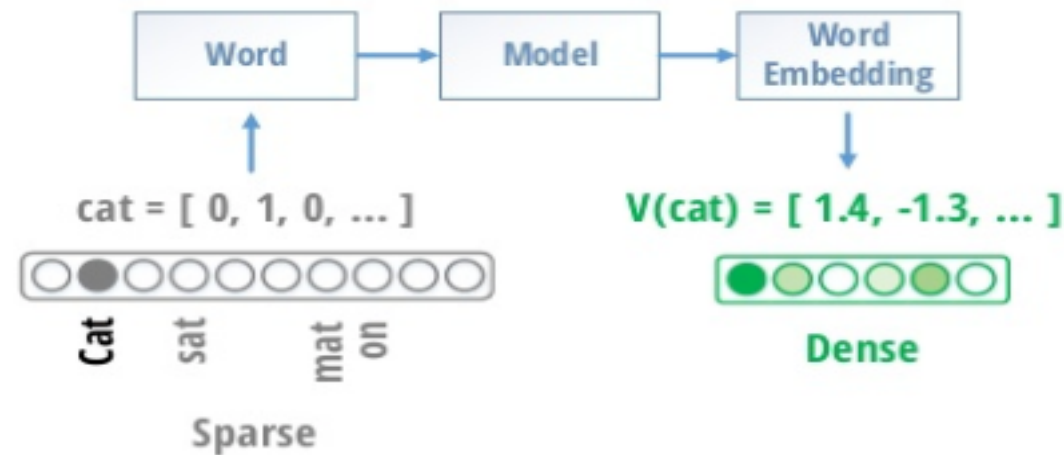 Word
Model
Word
Embedding
cat = [ 0, 1, 0, ... ]
V(cat) = [ 1.4, -1.3, ... ]
Cat
sat
mat
on
Dense
Sparse